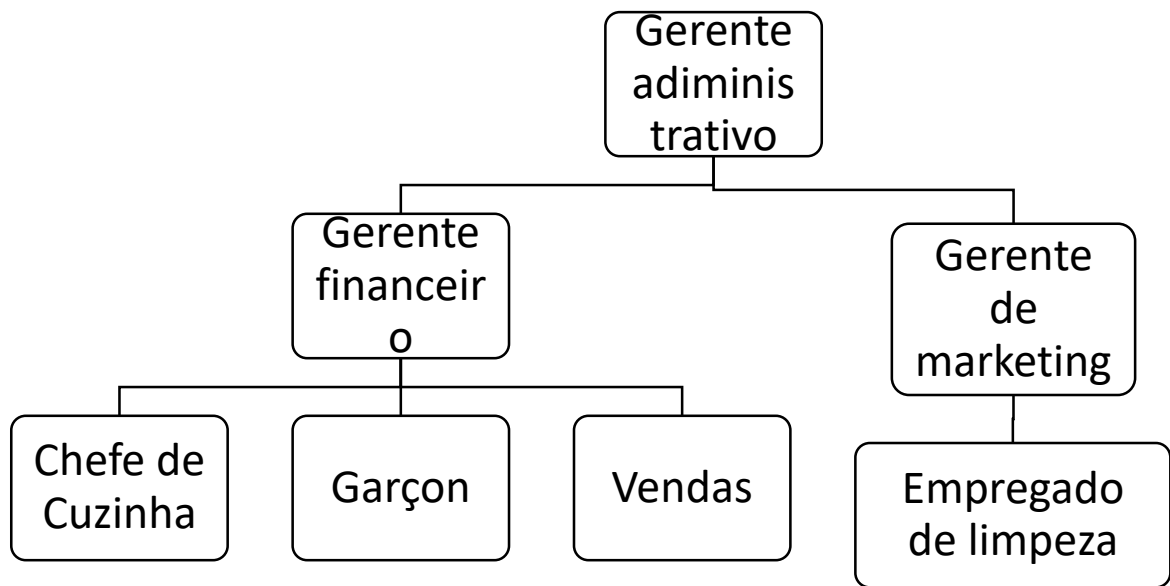 Gerente
adiminis
trativo
Gerente
financeir
o
Gerente
de
marketing
Chefe de
Cuzinha
Garçon
Vendas
Empregado
de limpeza